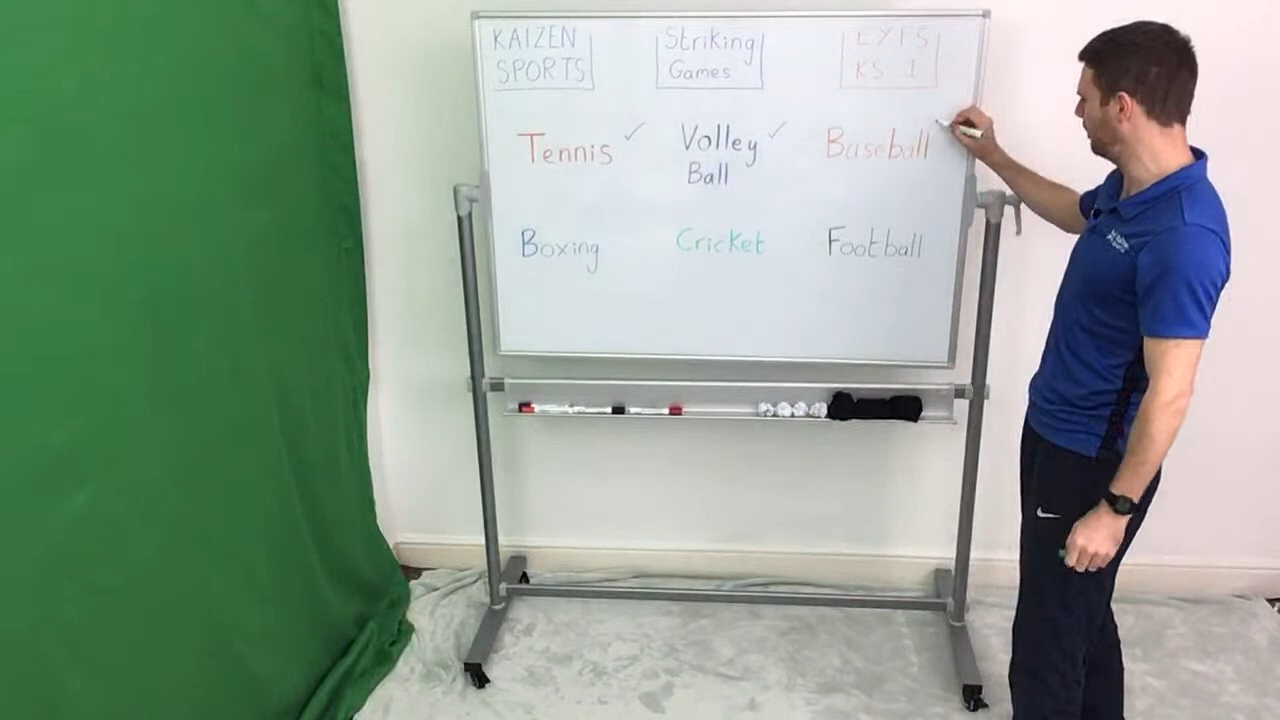 KAIZEN
SPORTS
Striking
Games
EYFS
KS 1
Tennis ✓
Volley ✓
Ball
Baseball
Boxing
Cricket
Football